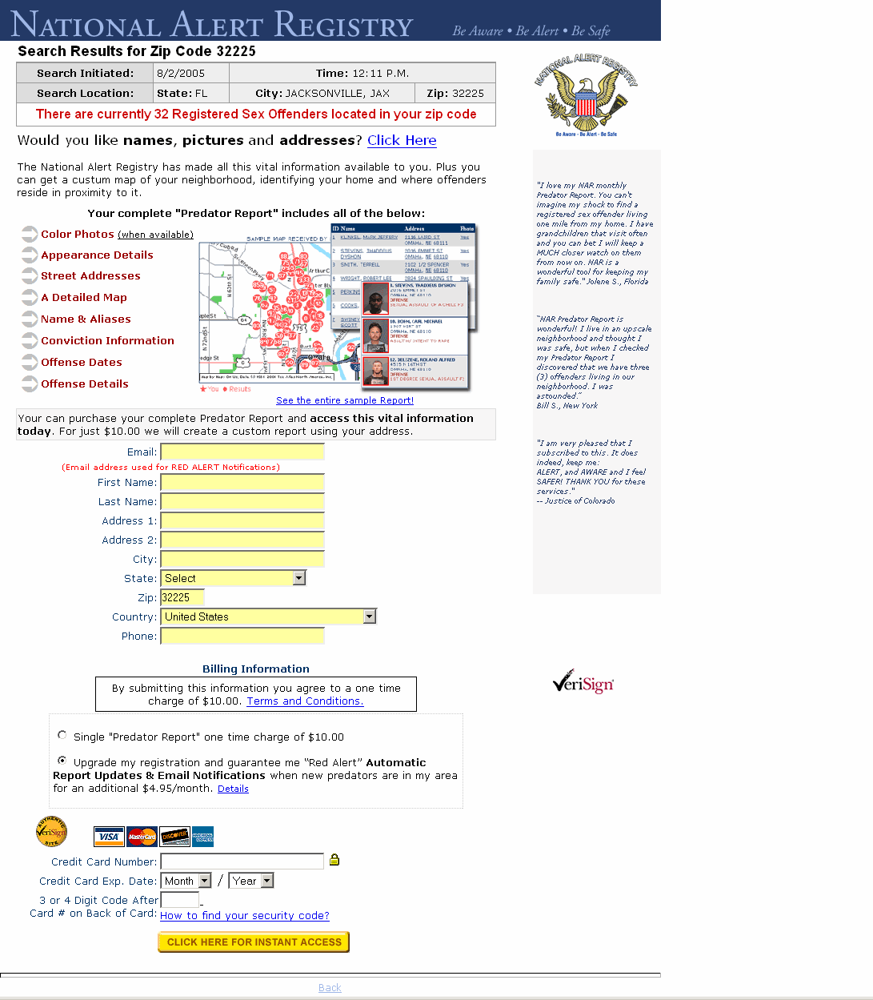 NATIONAL ALERT REGISTRY
Be Aware • Be Alert • Be Safe
Search Results for Zip Code 32225
Search Initiated: 8/2/2005 Time: 12:11 P.M.
Search Location: State: FL City: JACKSONVILLE, JAX Zip: 32225
There are currently 32 Registered Sex Offenders located in your zip code
Would you like names, pictures and addresses? Click Here
The National Alert Registry has made all this vital information available to you. Plus you
can get a custum map of your neighborhood, identifying your home and where offenders
reside in proximity to it.
Your complete "Predator Report" includes all of the below:
Color Photos (when available)
Appearance Details
Street Addresses
A Detailed Map
Name & Aliases
Conviction Information
Offense Dates
Offense Details
SAMPLE MAP RECEIVED BY
ID Name Address Photo
KLINKEL, MARK JEFFERY 2116 LAIRD ST Yes
OMAHA, NE 68111
STEVENS, THADDEUS 2016 EMMET ST Yes
DYSHON OMAHA, NE 68110
SMITH, TERRELL 2102 1/2 SPENCER Yes
OMAHA, NE 68110
WRIGHT, ROBERT LEE 2824 SPAULDING ST
PERKINS
COOKS,
SCOTT
1. STEVENS, THADDEUS DYSHON
2016 EMMET ST
OMAHA, NE 68110
OFFENSE
SEXUAL ASSAULT OF A CHILD
10. BOHM, CARL MICHAEL
OMAHA, NE 68110
OFFENSE
ASSULT INTENT TO RAPE
12. DELEZENE, ROLAND ALFRED
4515 N 16TH ST
OMAHA, NE 68110
OFFENSE
1ST DEGREE SEXUAL ASSAULT
You Results
See the entire sample Report!
Your can purchase your complete Predator Report and access this vital information
today. For just $10.00 we will create a custom report using your address.
Email:
(Email address used for RED ALERT Notifications)
First Name:
Last Name:
Address 1:
Address 2:
City:
State: Select
Zip: 32225
Country: United States
Phone:
Billing Information
By submitting this information you agree to a one time
charge of $10.00. Terms and Conditions.
Single "Predator Report" one time charge of $10.00
Upgrade my registration and guarantee me “Red Alert” Automatic
Report Updates & Email Notifications when new predators are in my area
for an additional $4.95/month. Details
AUTHENTIC
VeriSign
SITE
VISA MasterCard DISCOVER AMERICAN EXPRESS
Credit Card Number:
Credit Card Exp. Date: Month / Year
3 or 4 Digit Code After
Card # on Back of Card:
How to find your security code?
CLICK HERE FOR INSTANT ACCESS
Back
NATIONAL ALERT REGISTRY
Be Aware - Be Alert - Be Safe
"I love my NAR monthly
Predator Report. You can't
imagine my shock to find a
registered sex offender living
one mile from my home. I have
grandchildren that visit often
and you can bet I will keep a
MUCH closer watch on them
from now on. NAR is a
wonderful tool for keeping my
family safe." Jolene S., Florida
"NAR Predator Report is
wonderful! I live in an upscale
neighborhood and thought I
was safe, but when I checked
my Predator Report I
discovered that we have three
(3) offenders living in our
neighborhood. I was
astounded."
Bill S., New York
"I am very pleased that I
subscribed to this. It does
indeed, keep me:
ALERT, and AWARE and I feel
SAFER! THANK YOU for these
services."
-- Justice of Colorado
VeriSign